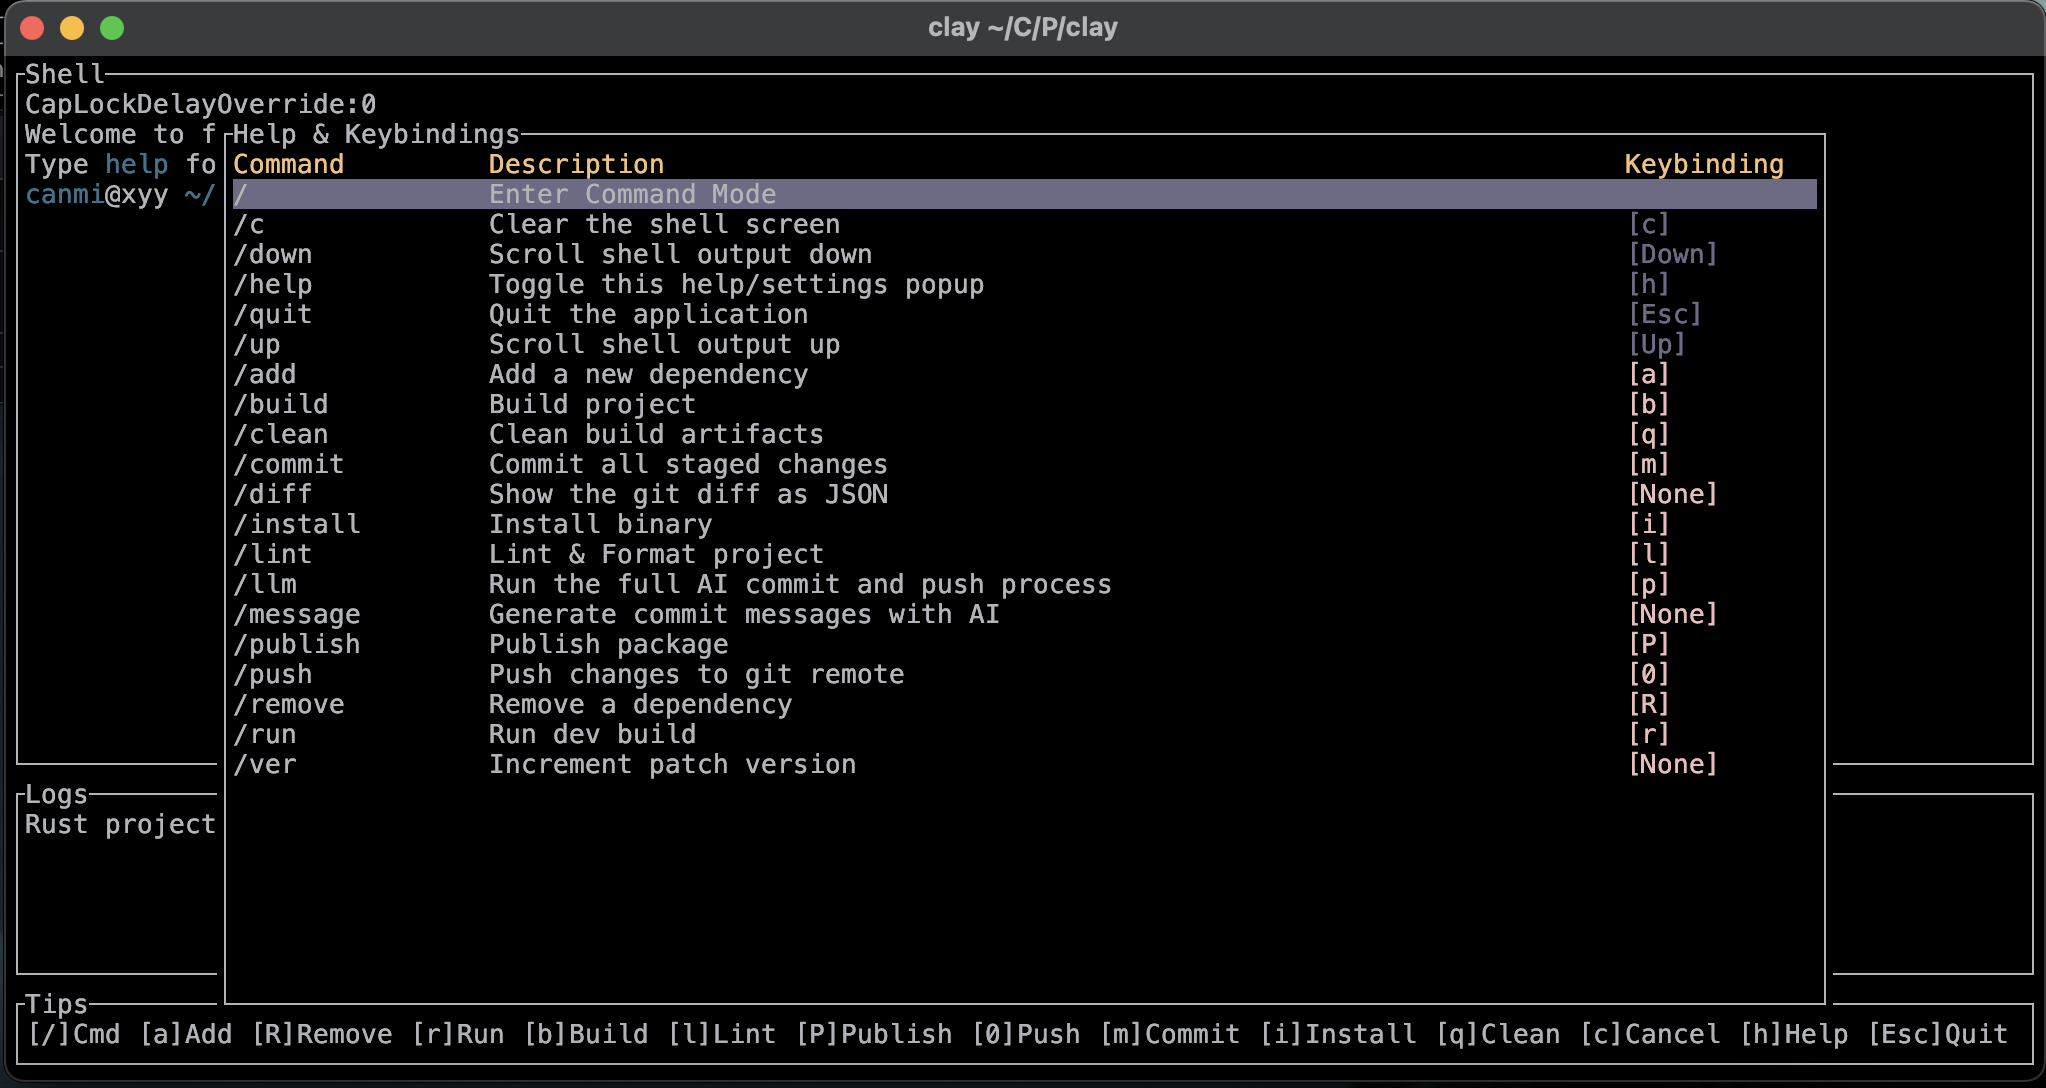 clay ~/C/P/clay
Shell
CapLockDelayOverride:0
Welcome to f
Type help fo
canmi@xyy ~/
Help & Keybindings
Command Description Keybinding
/ Enter Command Mode
/c Clear the shell screen [c]
/down Scroll shell output down [Down]
/help Toggle this help/settings popup [h]
/quit Quit the application [Esc]
/up Scroll shell output up [Up]
/add Add a new dependency [a]
/build Build project [b]
/clean Clean build artifacts [q]
/commit Commit all staged changes [m]
/diff Show the git diff as JSON [None]
/install Install binary [i]
/lint Lint & Format project [l]
/llm Run the full AI commit and push process [p]
/message Generate commit messages with AI [None]
/publish Publish package [P]
/push Push changes to git remote [0]
/remove Remove a dependency [R]
/run Run dev build [r]
/ver Increment patch version [None]
Logs
Rust project
Tips
[/]Cmd [a]Add [R]Remove [r]Run [b]Build [l]Lint [P]Publish [0]Push [m]Commit [i]Install [q]Clean [c]Cancel [h]Help [Esc]Quit